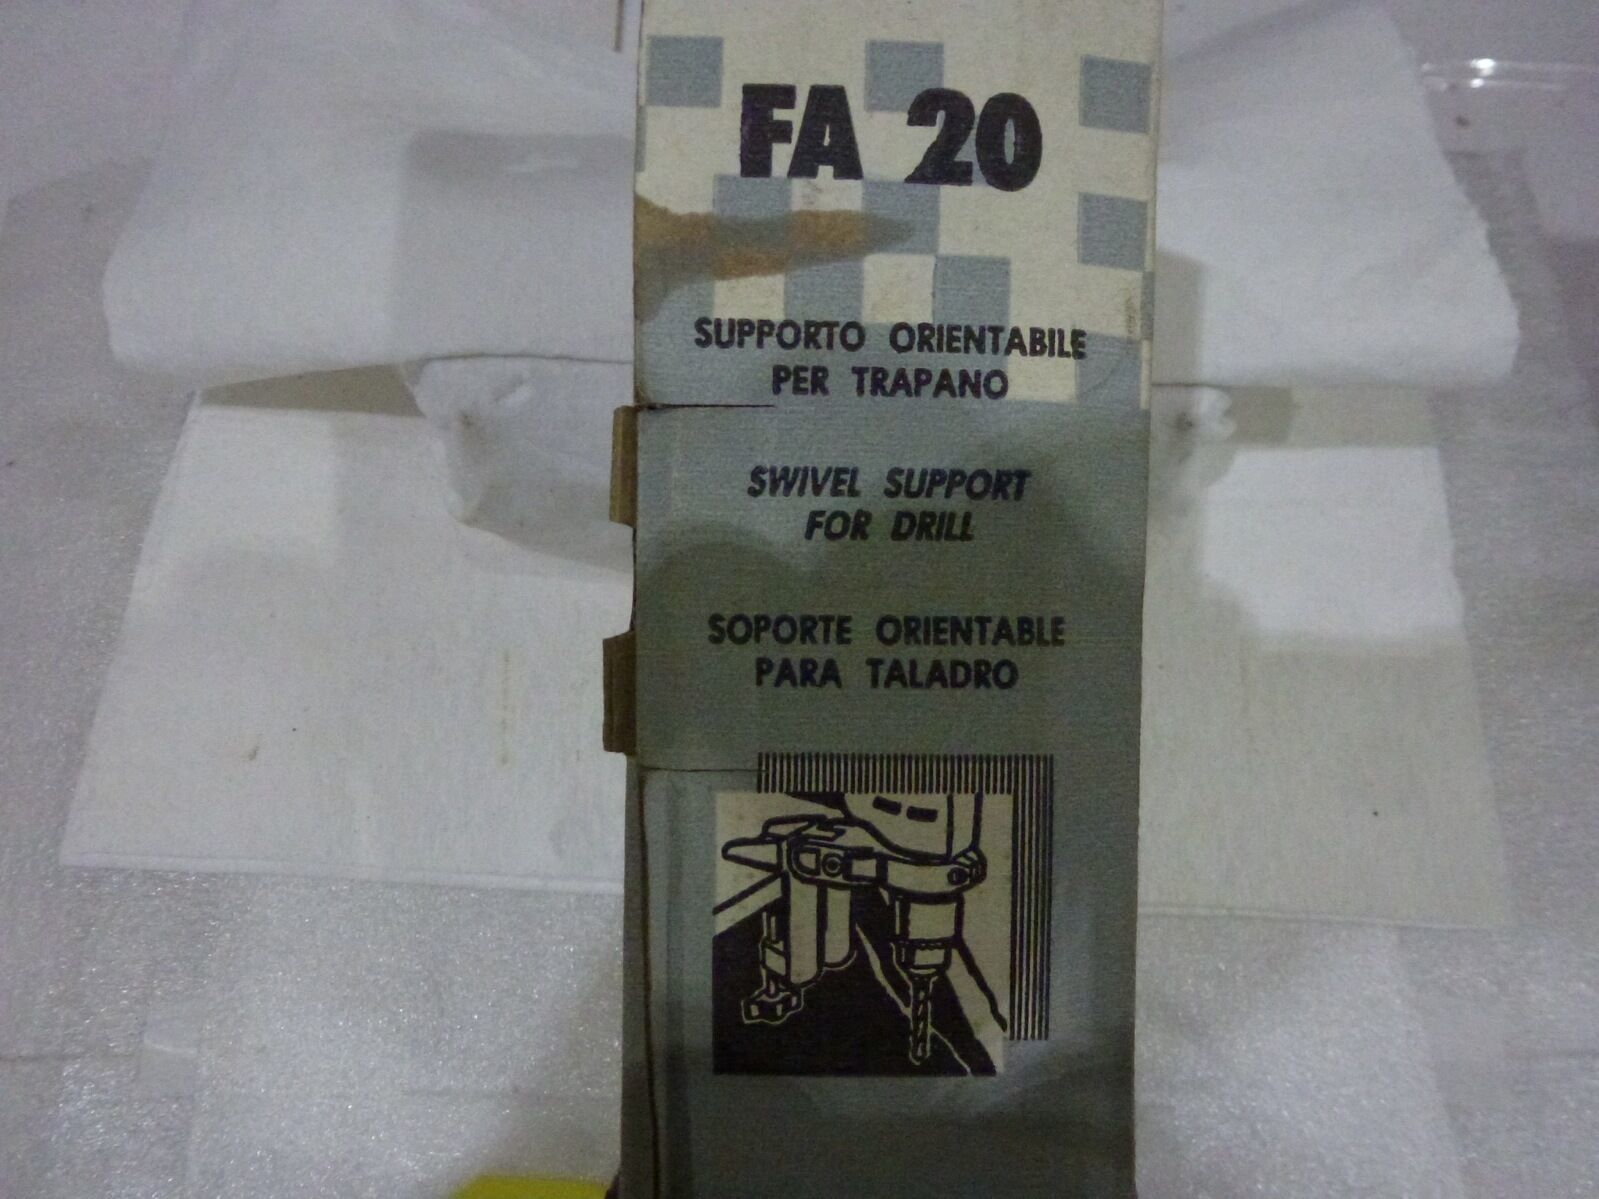 FA 20
SUPPORTO ORIENTABILE
PER TRAPANO
SWIVEL SUPPORT
FOR DRILL
SOPORTE ORIENTABLE
PARA TALADRO